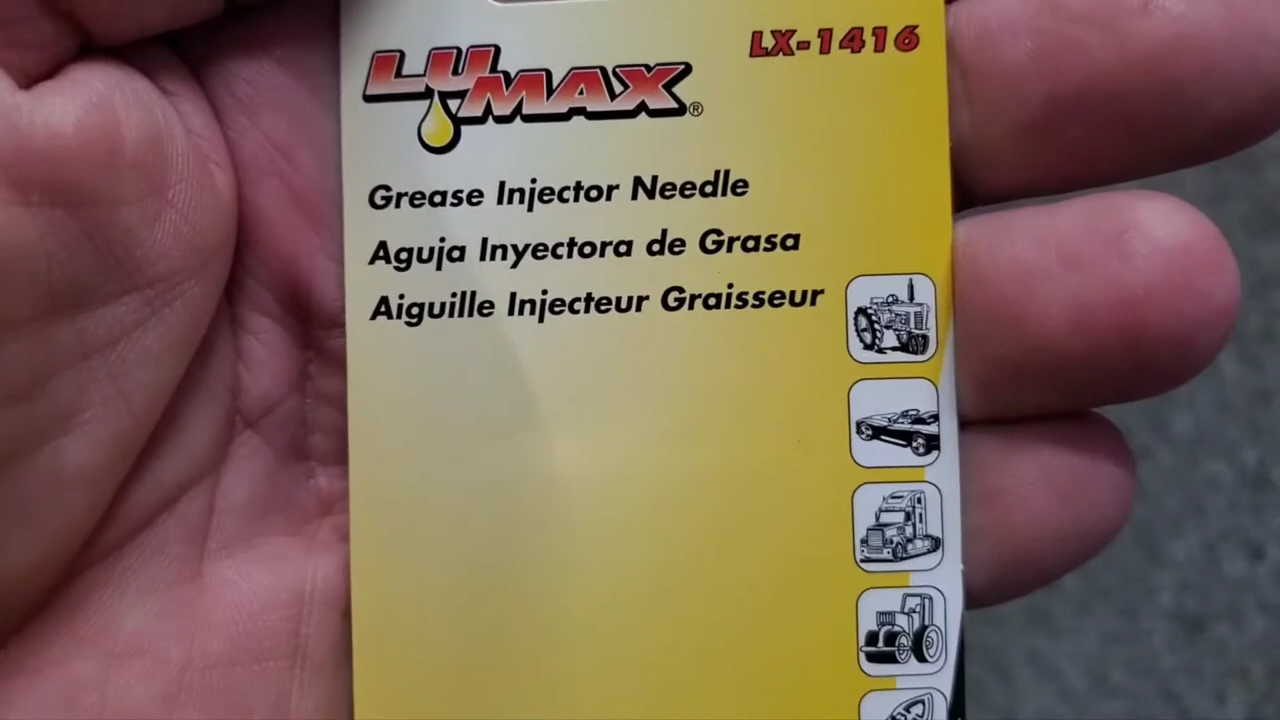 LUMAX®
LX-1416
Grease Injector Needle
Aguja Inyectora de Grasa
Aiguille Injecteur Graisseur